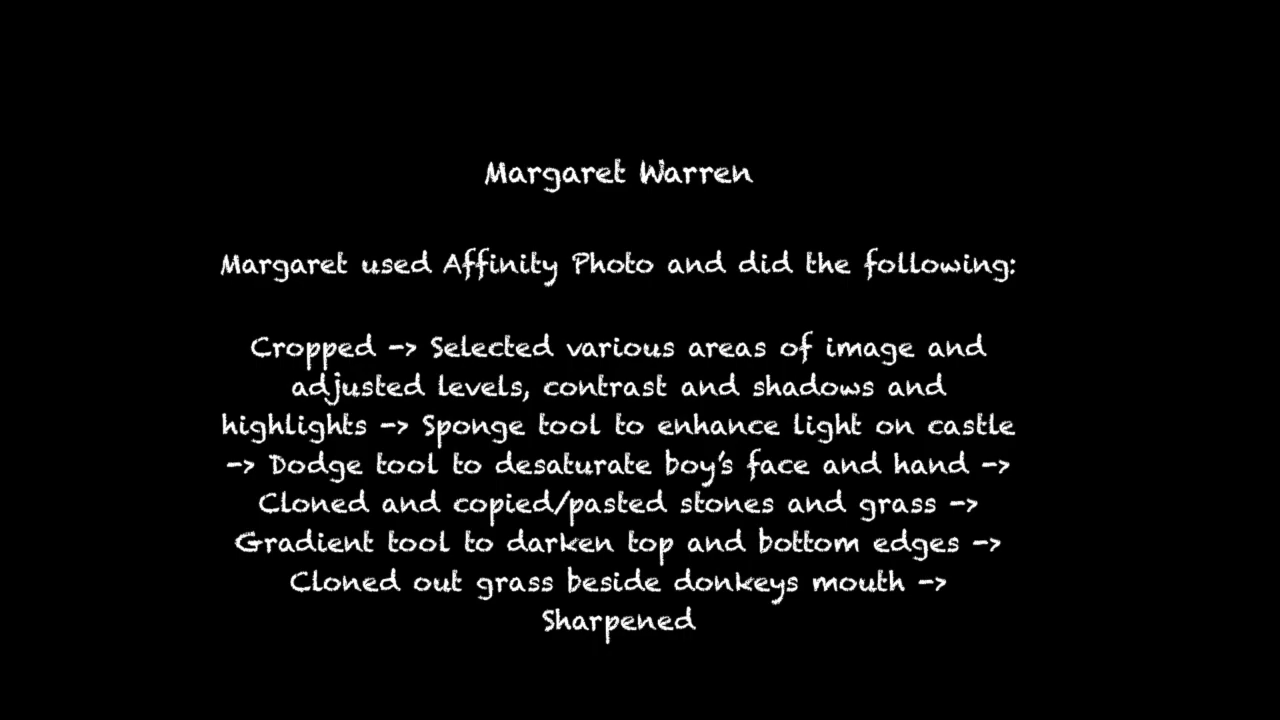 Margaret Warren
Margaret used Affinity Photo and did the following:
Cropped -> Selected various areas of image and
adjusted levels, contrast and shadows and
highlights -> Sponge tool to enhance light on castle
-> Dodge tool to desaturate boy's face and hand ->
Cloned and copied/pasted stones and grass ->
Gradient tool to darken top and bottom edges ->
Cloned out grass beside donkeys mouth ->
Sharpened